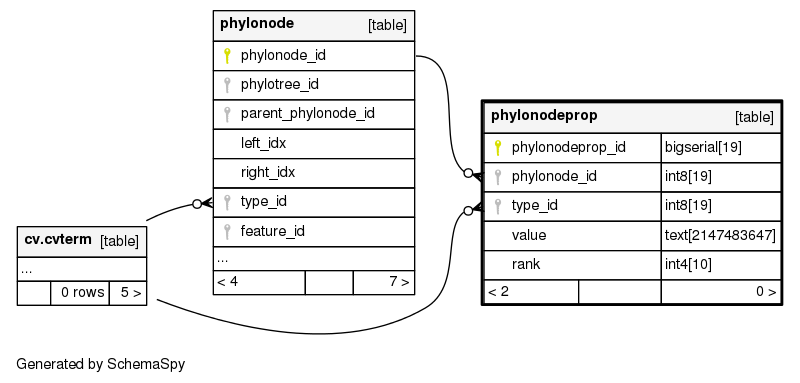 phylonode [table]
phylonode_id
phylotree_id
parent_phylonode_id
left_idx
right_idx
type_id
feature_id
...
< 4 7 >
phylonodeprop [table]
phylonodeprop_id bigserial[19]
phylonode_id int8[19]
type_id int8[19]
value text[2147483647]
rank int4[10]
< 2 0 >
cv.cvterm [table]
...
0 rows 5 >
Generated by SchemaSpy